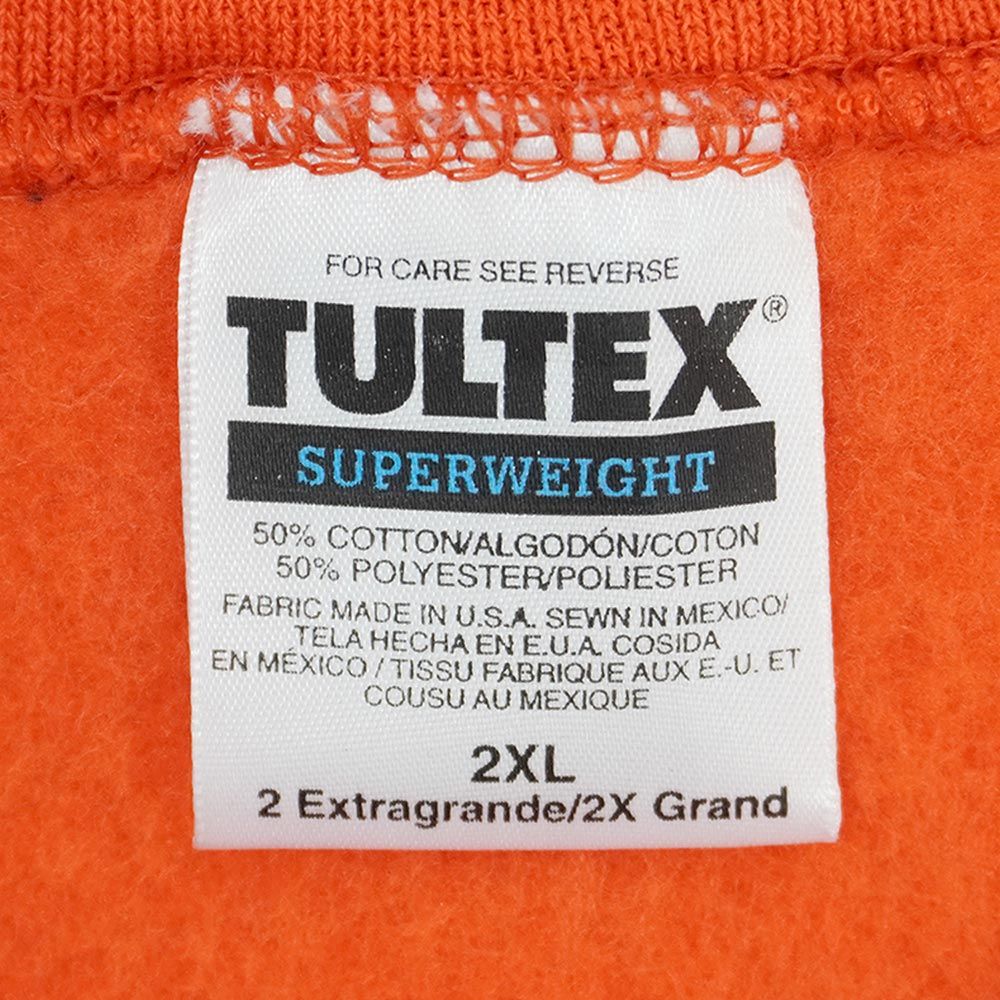 FOR CARE SEE REVERSE
TULTEX®
SUPERWEIGHT
50% COTTON/ALGODÓN/COTON
50% POLYESTER/POLIESTER
FABRIC MADE IN U.S.A. SEWN IN MEXICO/
TELA HECHA EN E.U.A. COSIDA
EN MÉXICO / TISSU FABRIQUE AUX E.-U. ET
COUSU AU MEXIQUE
2XL
2 Extragrande/2X Grand